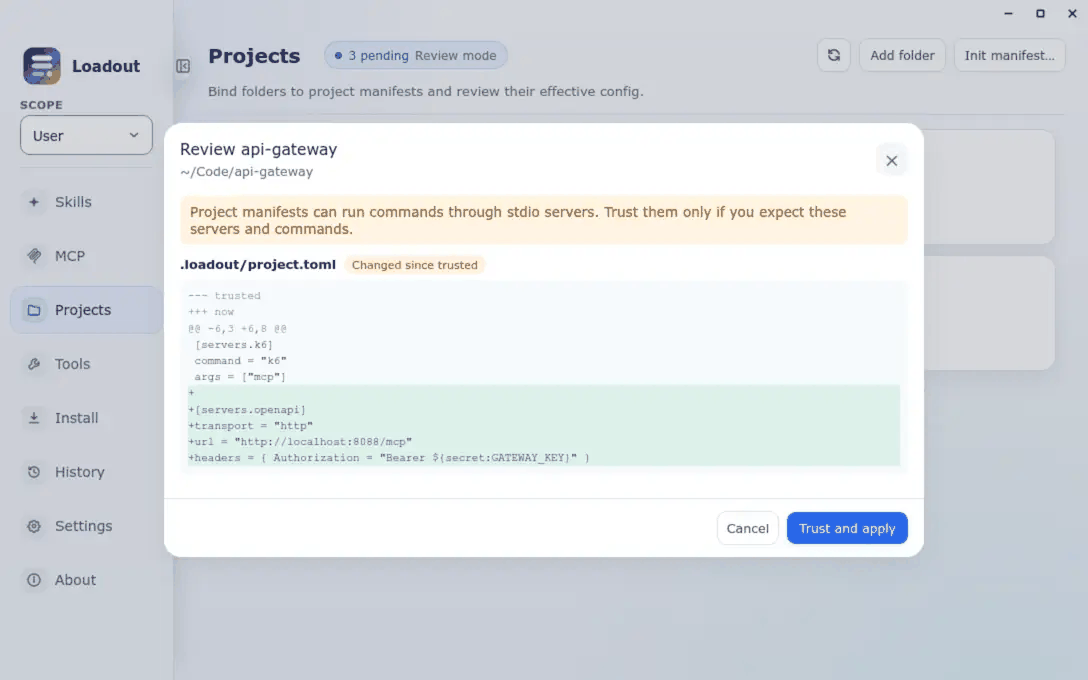 Loadout
SCOPE
User
Skills
MCP
Projects
Tools
Install
History
Settings
About
Projects
3 pending Review mode
Add folder
Init manifest...
Bind folders to project manifests and review their effective config.
Review api-gateway
~/Code/api-gateway
Project manifests can run commands through stdio servers. Trust them only if you expect these
servers and commands.
.loadout/project.toml Changed since trusted
--- trusted
+++ now
@@ -6,3 +6,8 @@
[servers.k6]
command = "k6"
args = ["mcp"]
+
+[servers.openapi]
+transport = "http"
+url = "http://localhost:8088/mcp"
+headers = { Authorization = "Bearer ${secret:GATEWAY_KEY}" }
Cancel
Trust and apply